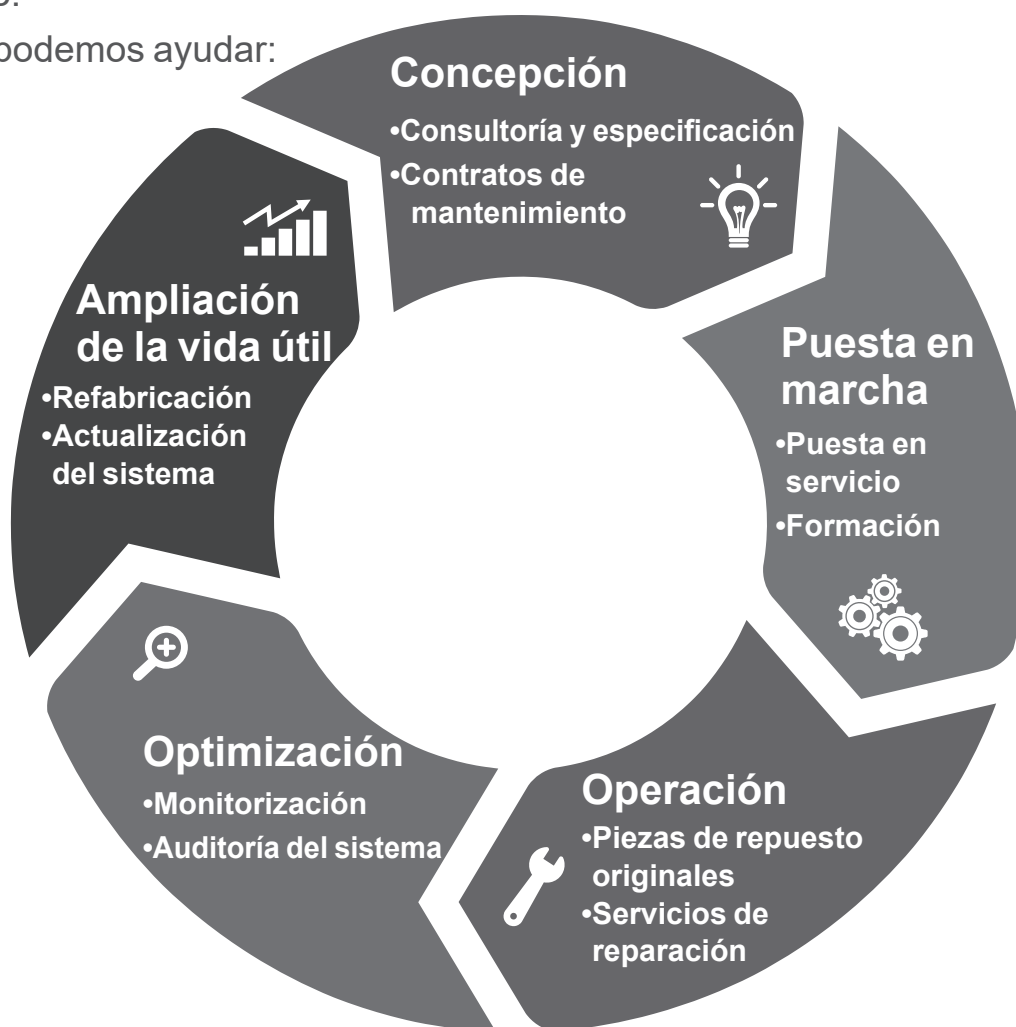 podemos ayudar:
Concepción
•Consultoría y especificación
•Contratos de
mantenimiento
Puesta en
marcha
•Puesta en
servicio
•Formación
Operación
•Piezas de repuesto
originales
•Servicios de
reparación
Optimización
•Monitorización
•Auditoría del sistema
Ampliación
de la vida útil
•Refabricación
•Actualización
del sistema